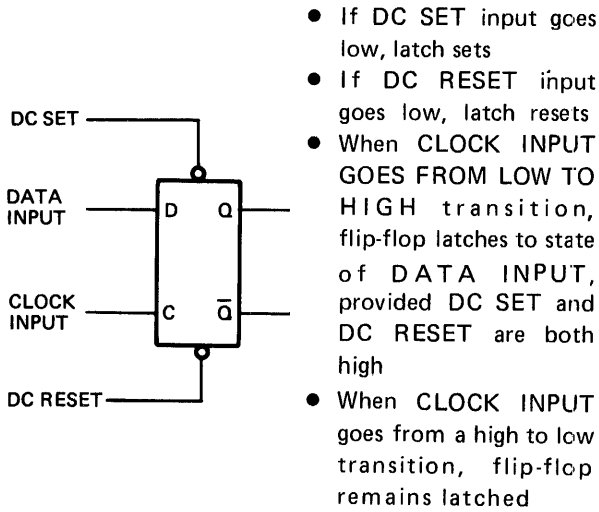 DC SET
DATA
INPUT
D
Q
CLOCK
INPUT
C
Q̅
DC RESET
● If DC SET input goes
low, latch sets
● If DC RESET input
goes low, latch resets
● When CLOCK INPUT
GOES FROM LOW TO
HIGH transition,
flip-flop latches to state
of DATA INPUT,
provided DC SET and
DC RESET are both
high
● When CLOCK INPUT
goes from a high to low
transition, flip-flop
remains latched